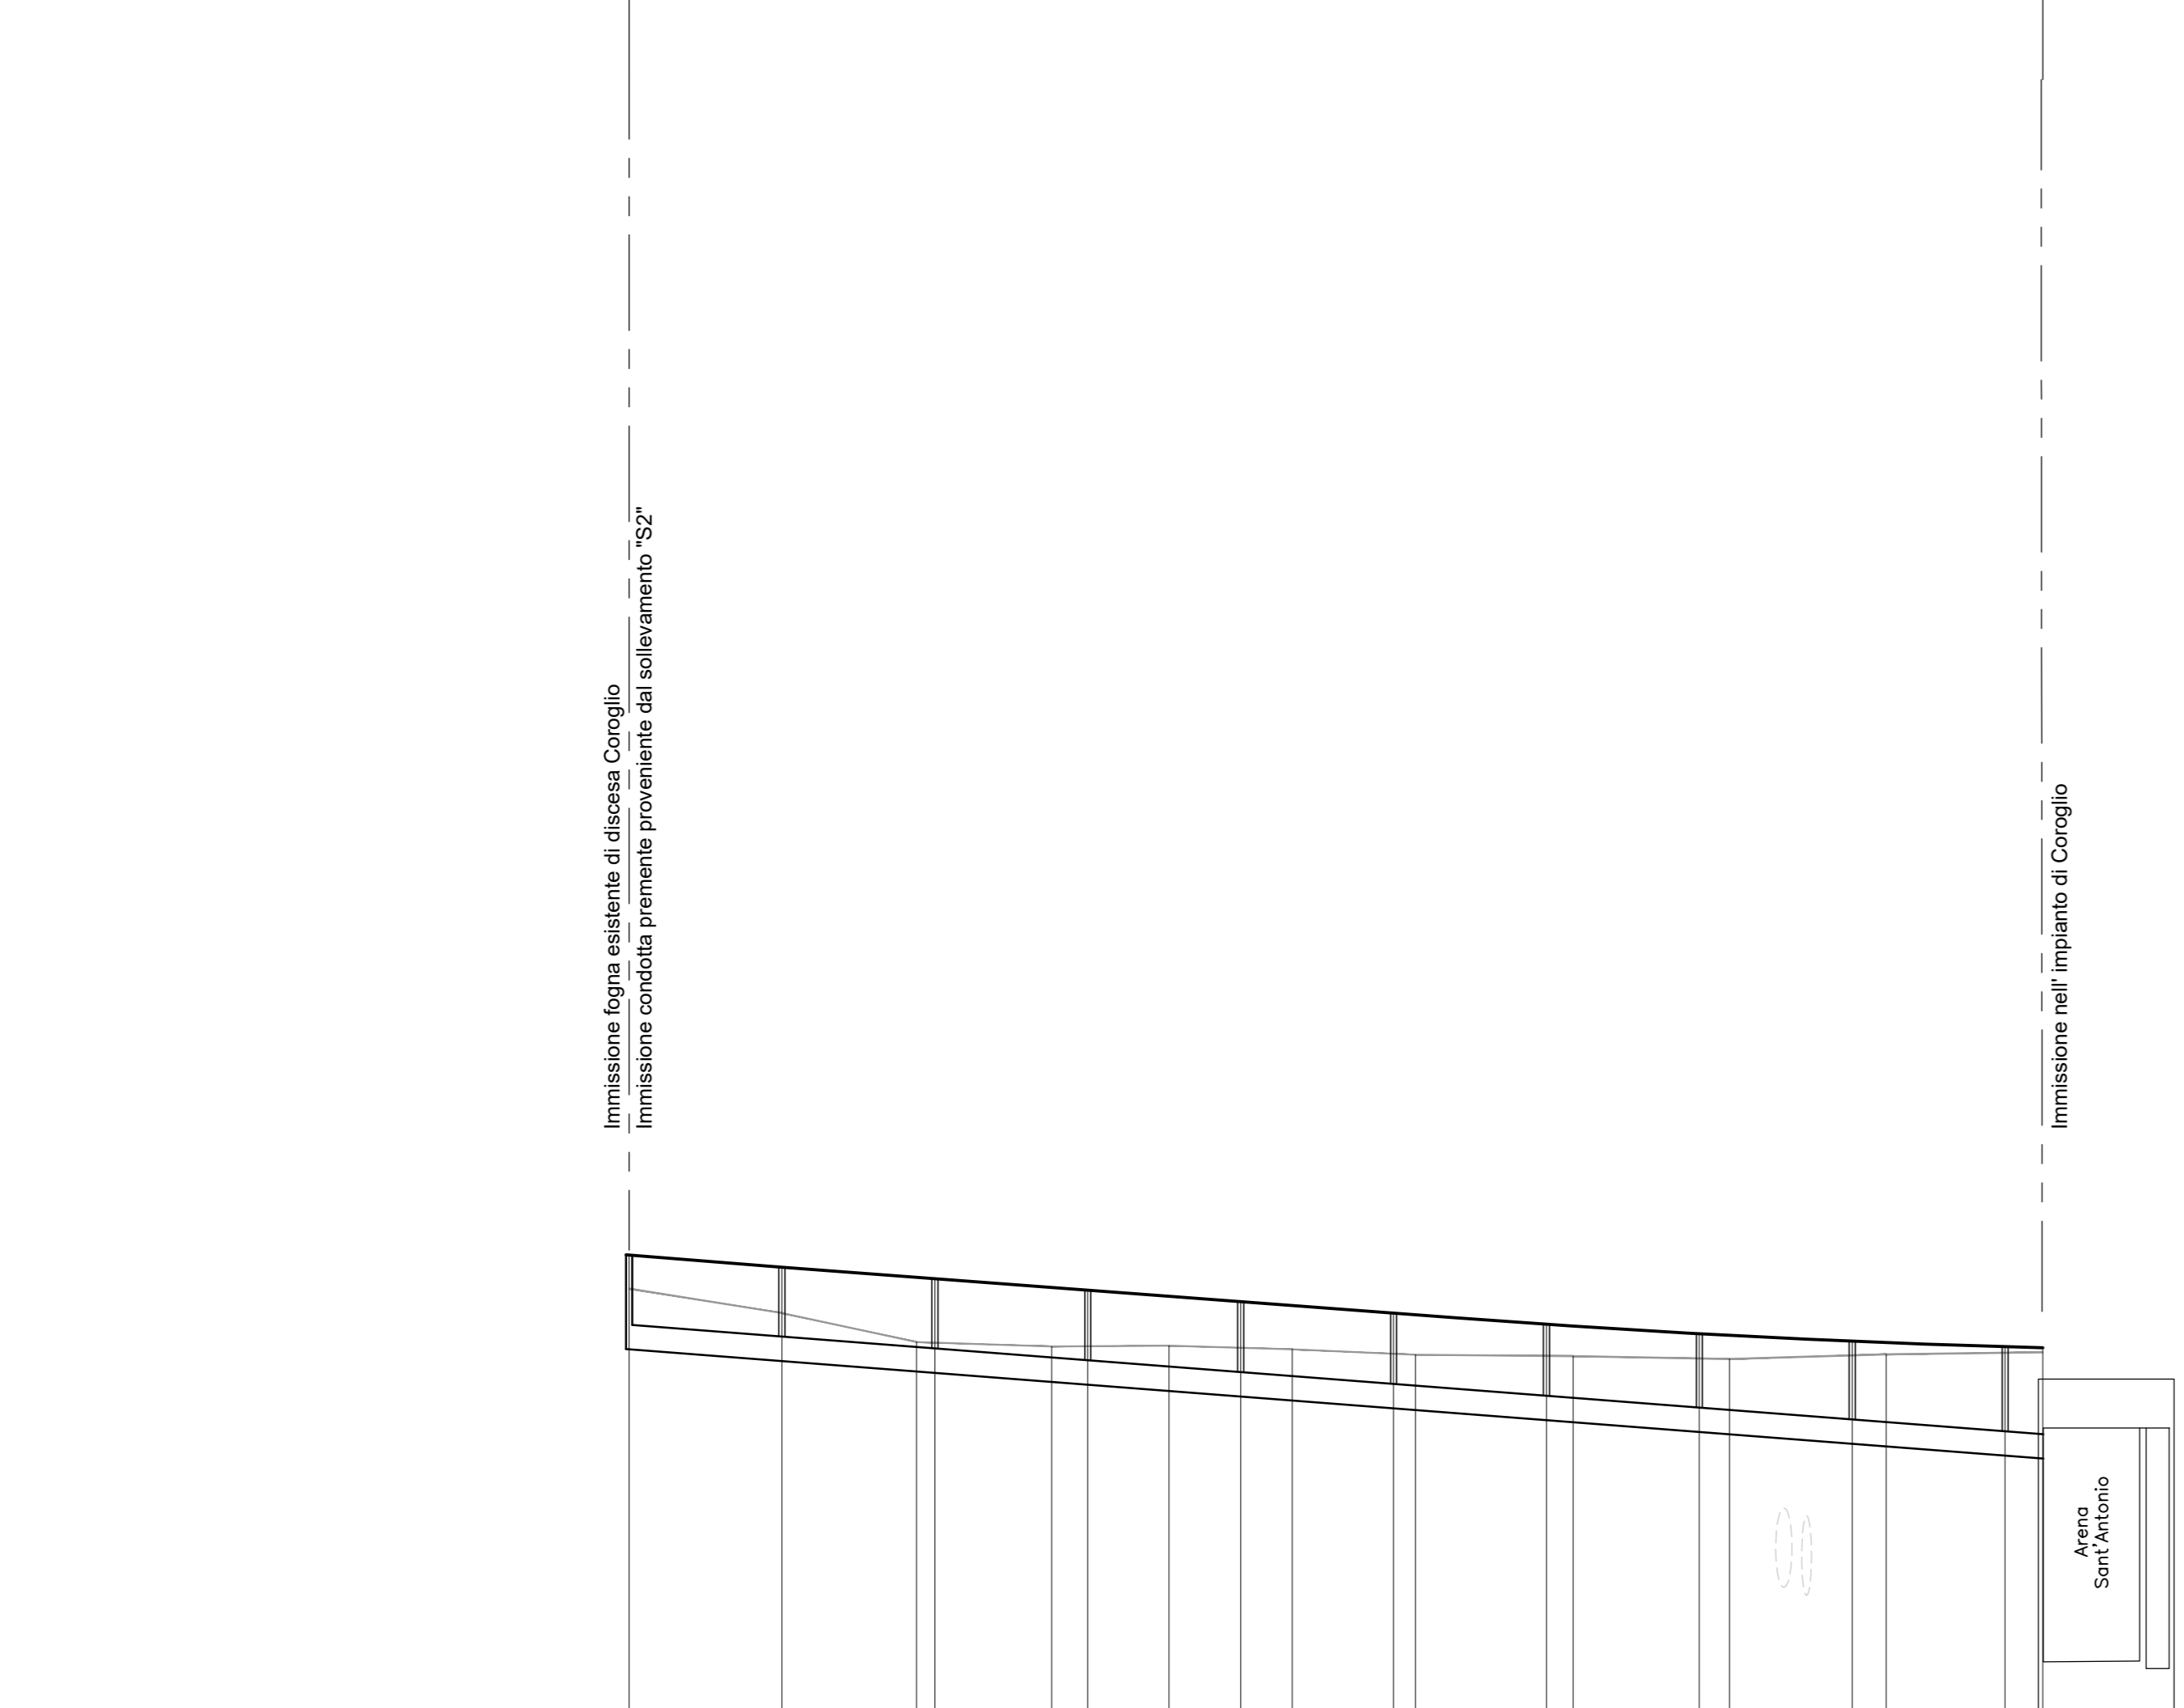 Immissione fogna esistente di discesa Coroglio
Immissione condotta premente proveniente dal sollevamento "S2"
Immissione nell' impianto di Coroglio
Arena
Sant'Antonio